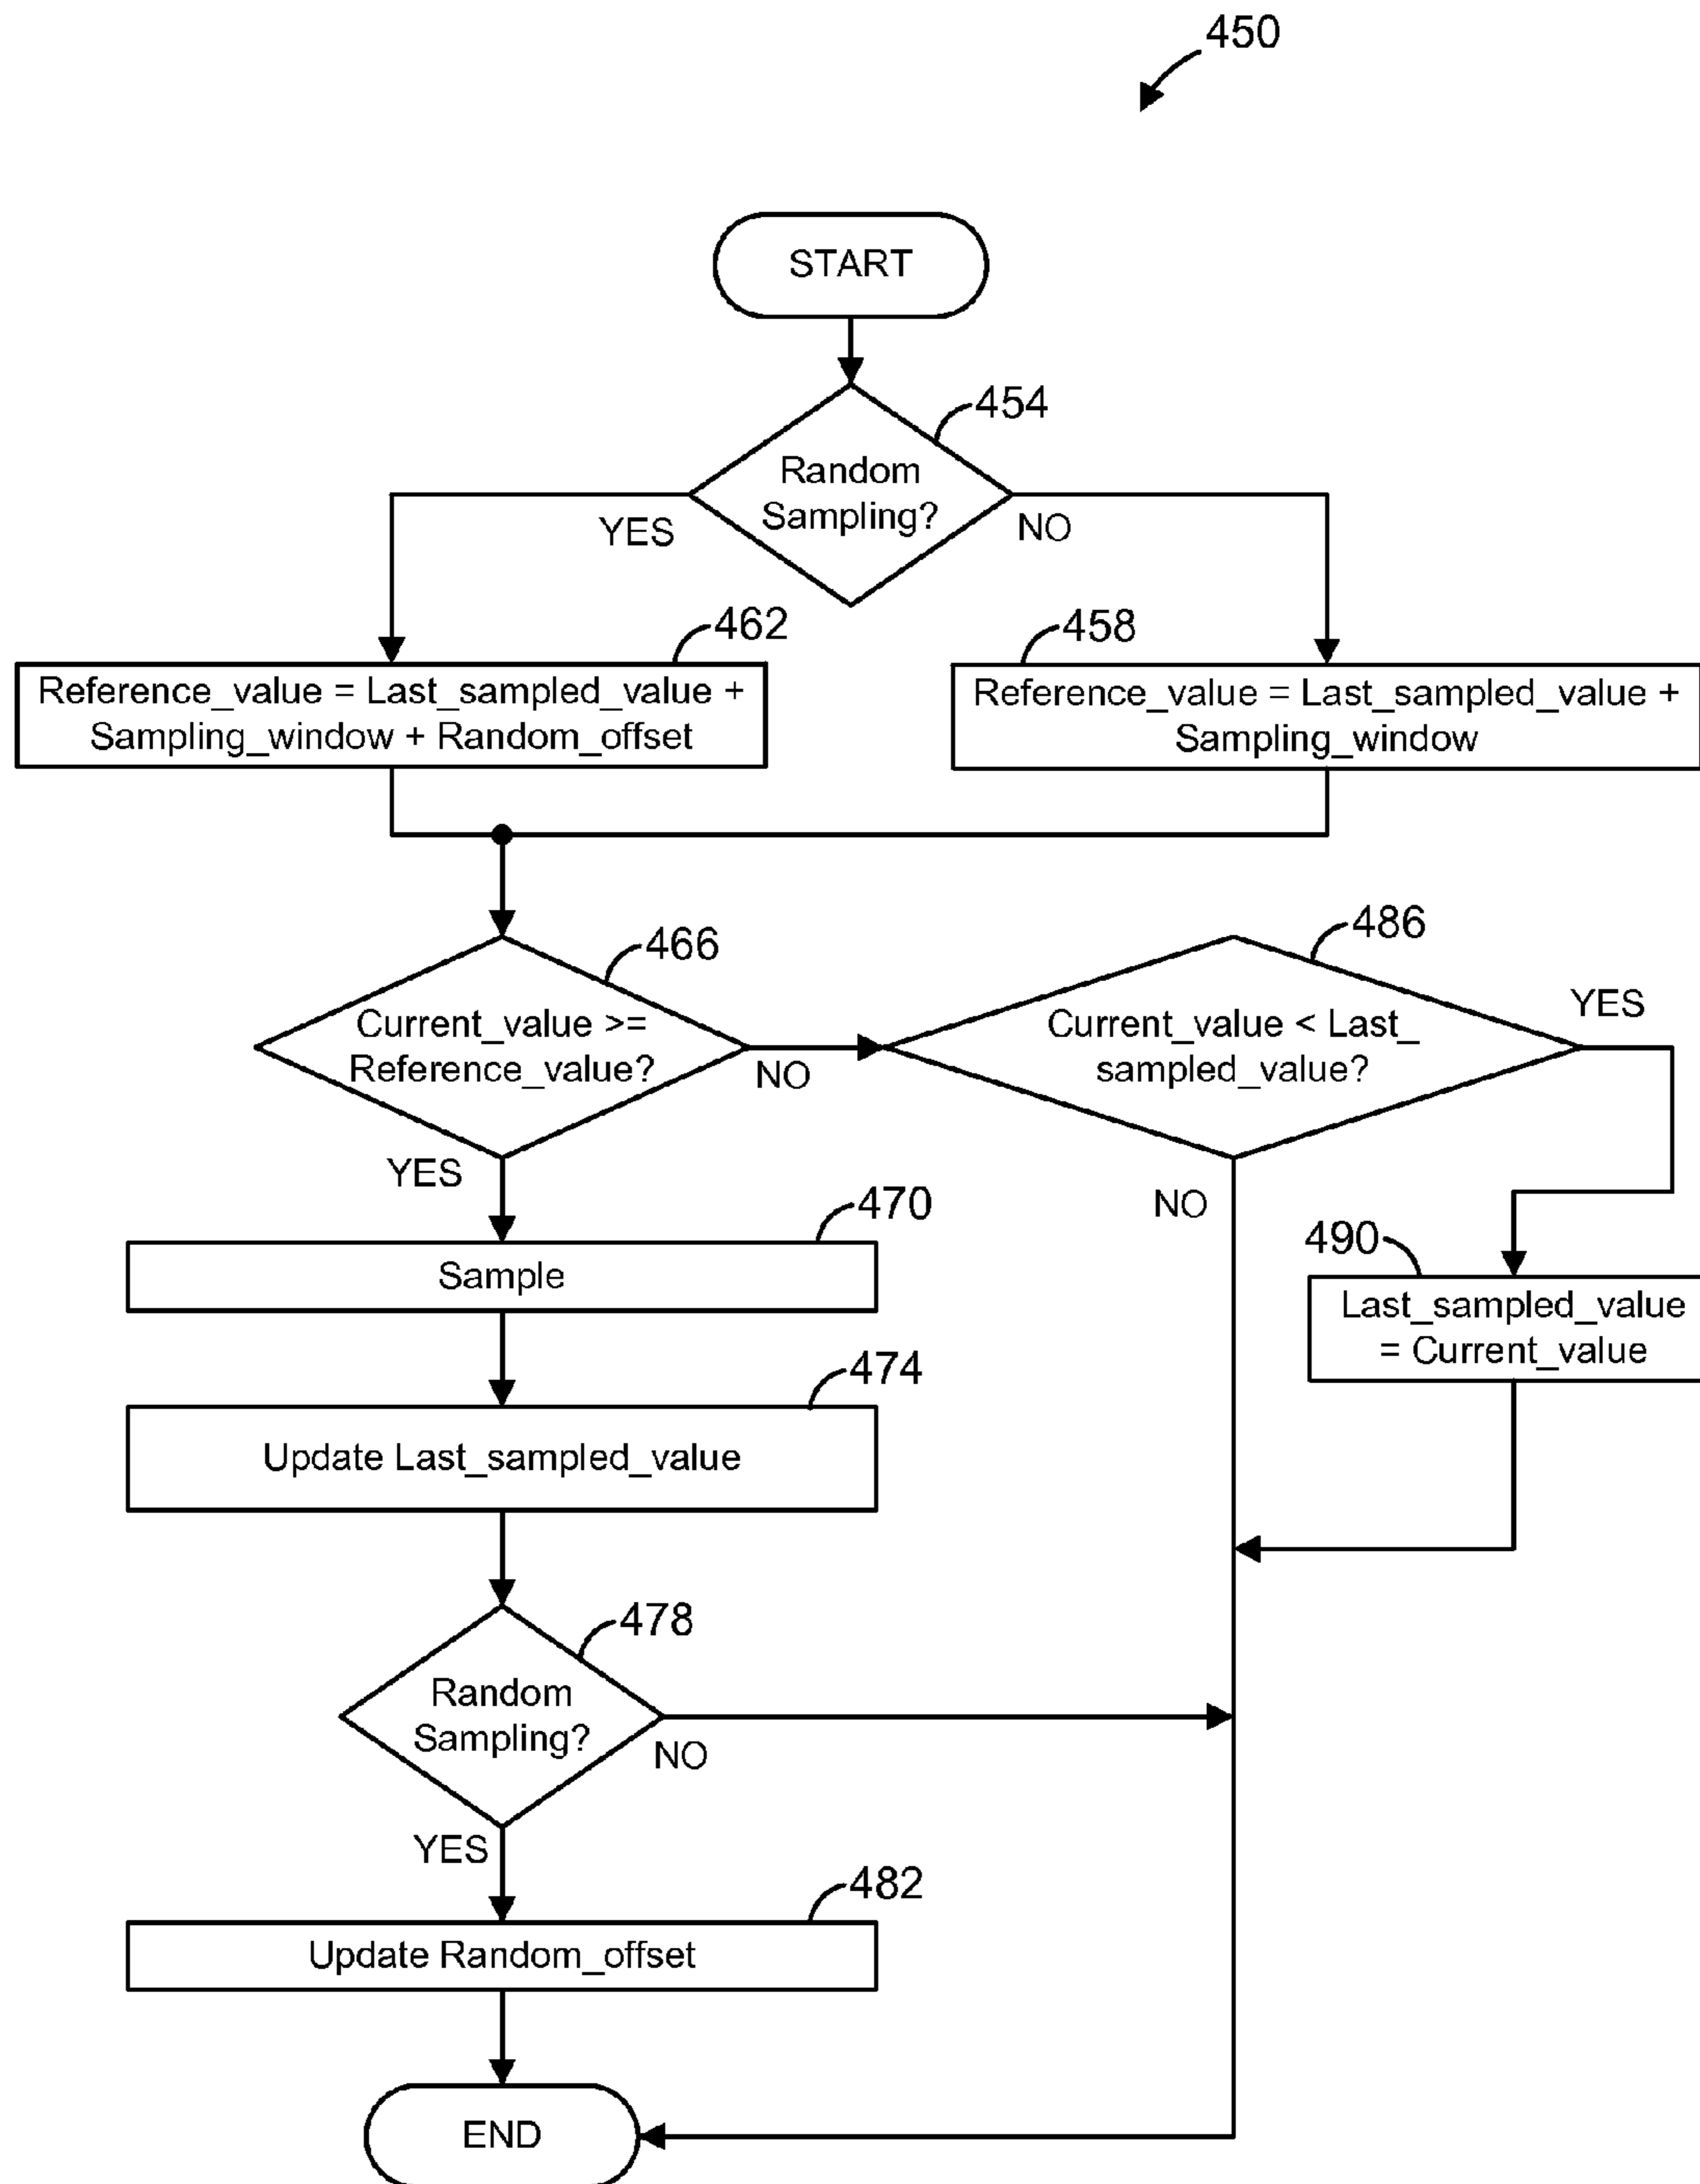 450
START
454
Random
Sampling?
YES
NO
462
458
Reference_value = Last_sampled_value +
Sampling_window + Random_offset
Reference_value = Last_sampled_value +
Sampling_window
466
486
Current_value >=
Reference_value?
NO
Current_value < Last_
sampled_value?
YES
YES
NO
470
Sample
490
Last_sampled_value
= Current_value
474
Update Last_sampled_value
478
Random
Sampling?
NO
YES
482
Update Random_offset
END